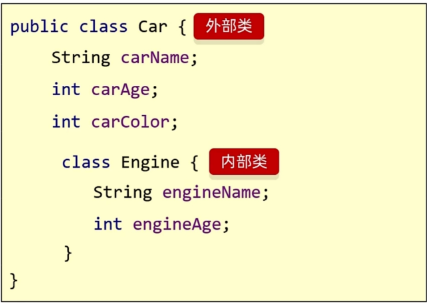 public class Car { 外部类
String carName;
int carAge;
int carColor;
class Engine { 内部类
String engineName;
int engineAge;
}
}